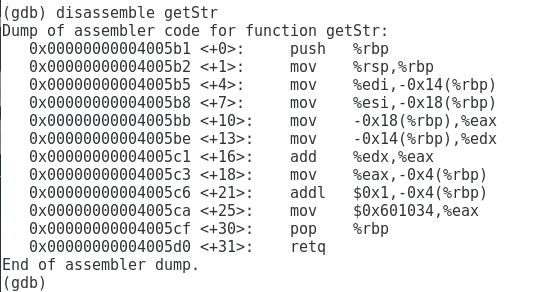 (gdb) disassemble getStr
Dump of assembler code for function getStr:
   0x00000000004005b1 <+0>:     push   %rbp
   0x00000000004005b2 <+1>:     mov    %rsp,%rbp
   0x00000000004005b5 <+4>:     mov    %edi,-0x14(%rbp)
   0x00000000004005b8 <+7>:     mov    %esi,-0x18(%rbp)
   0x00000000004005bb <+10>:    mov    -0x18(%rbp),%eax
   0x00000000004005be <+13>:    mov    -0x14(%rbp),%edx
   0x00000000004005c1 <+16>:    add    %edx,%eax
   0x00000000004005c3 <+18>:    mov    %eax,-0x4(%rbp)
   0x00000000004005c6 <+21>:    addl   $0x1,-0x4(%rbp)
   0x00000000004005ca <+25>:    mov    $0x601034,%eax
   0x00000000004005cf <+30>:    pop    %rbp
   0x00000000004005d0 <+31>:    retq
End of assembler dump.
(gdb)